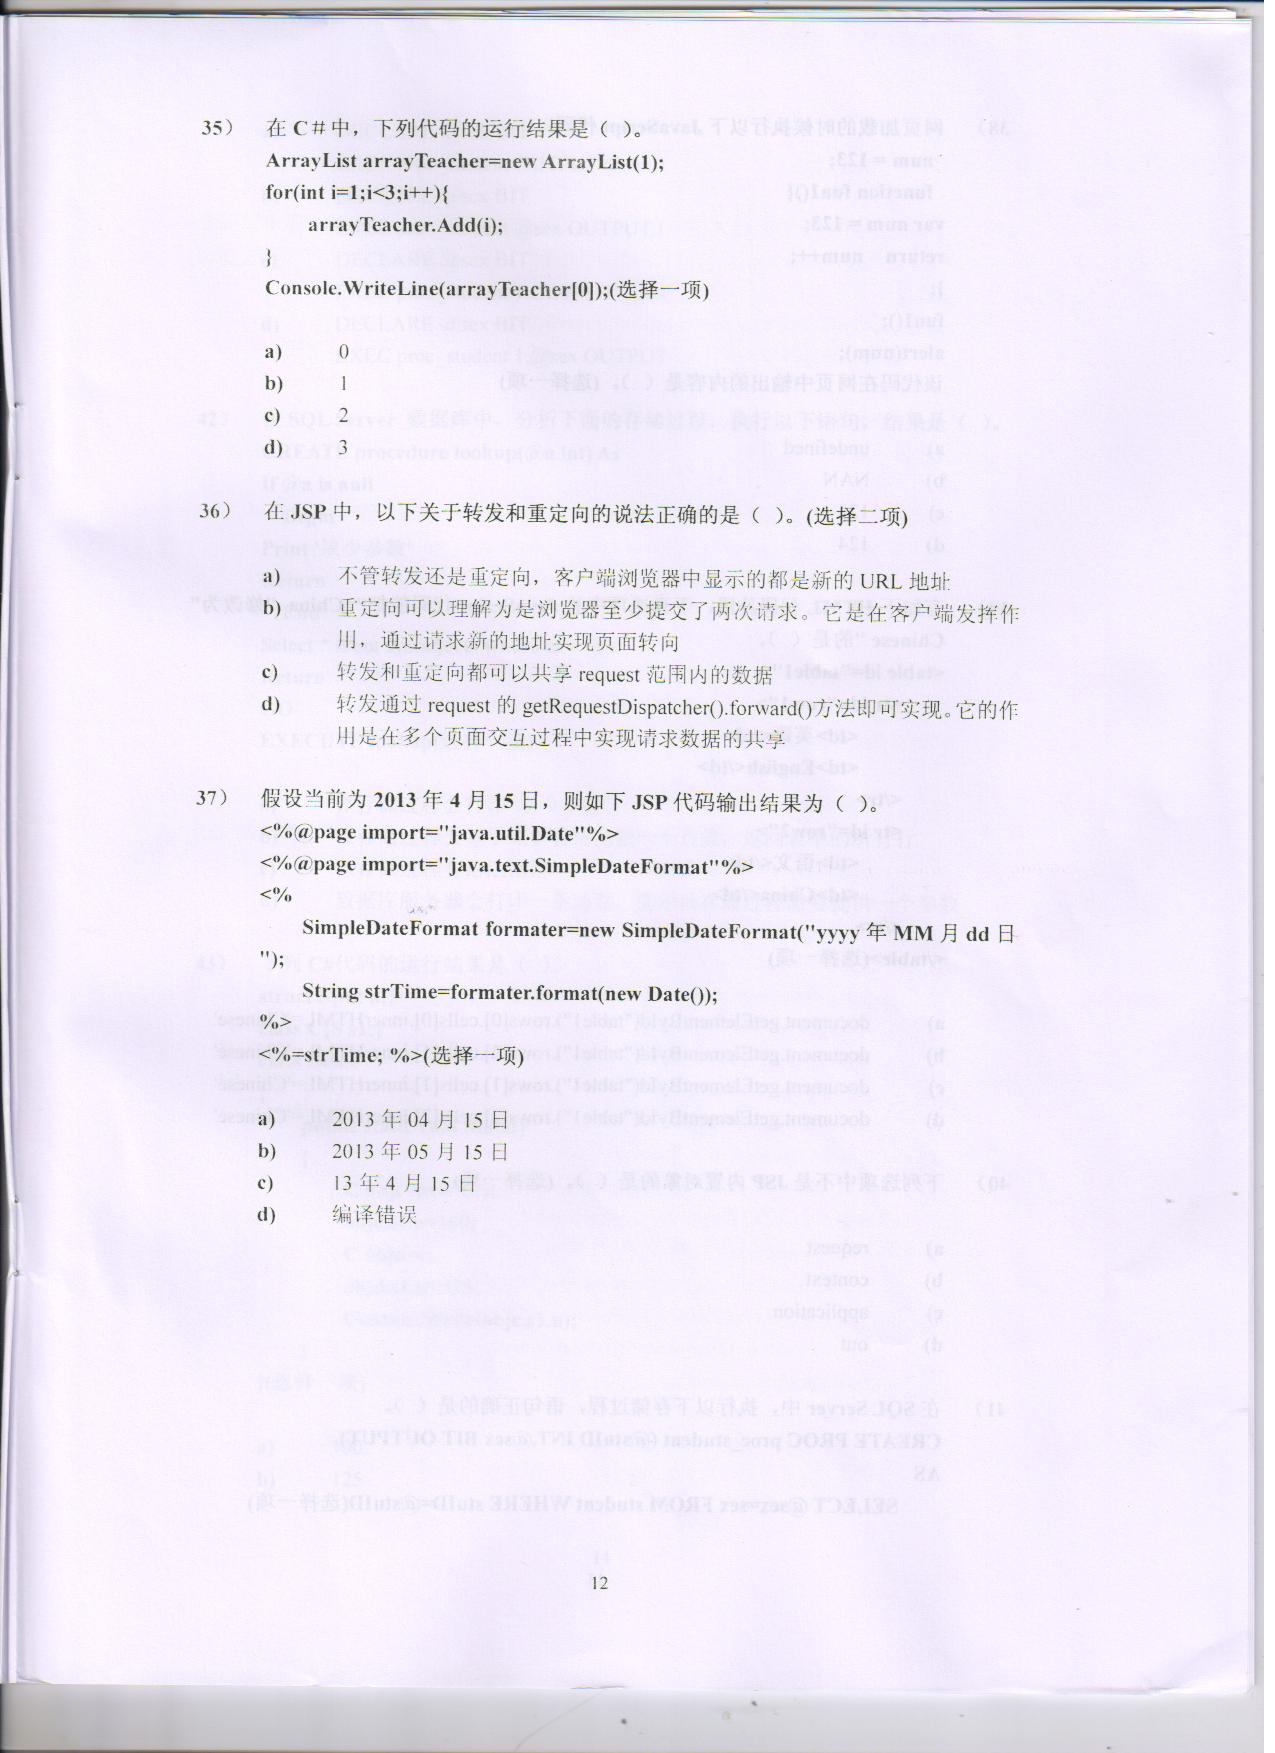 35） 在 C＃中，下列代码的运行结果是（ ）。
ArrayList arrayTeacher=new ArrayList(1);
for(int i=1;i<3;i++){
arrayTeacher.Add(i);
}
Console.WriteLine(arrayTeacher[0]);(选择一项)
a) 0
b) 1
c) 2
d) 3
36） 在 JSP 中，以下关于转发和重定向的说法正确的是（ ）。(选择二项)
a) 不管转发还是重定向，客户端浏览器中显示的都是新的 URL 地址
b) 重定向可以理解为是浏览器至少提交了两次请求。它是在客户端发挥作
用，通过请求新的地址实现页面转向
c) 转发和重定向都可以共享 request 范围内的数据
d) 转发通过 request 的 getRequestDispatcher().forward()方法即可实现。它的作
用是在多个页面交互过程中实现请求数据的共享
37） 假设当前为 2013 年 4 月 15 日，则如下 JSP 代码输出结果为（ ）。
<%@page import="java.util.Date"%>
<%@page import="java.text.SimpleDateFormat"%>
<%
SimpleDateFormat formater=new SimpleDateFormat("yyyy 年 MM 月 dd 日
");
String strTime=formater.format(new Date());
%>
<%=strTime; %>(选择一项)
a) 2013 年 04 月 15 日
b) 2013 年 05 月 15 日
c) 13 年 4 月 15 日
d) 编译错误
12